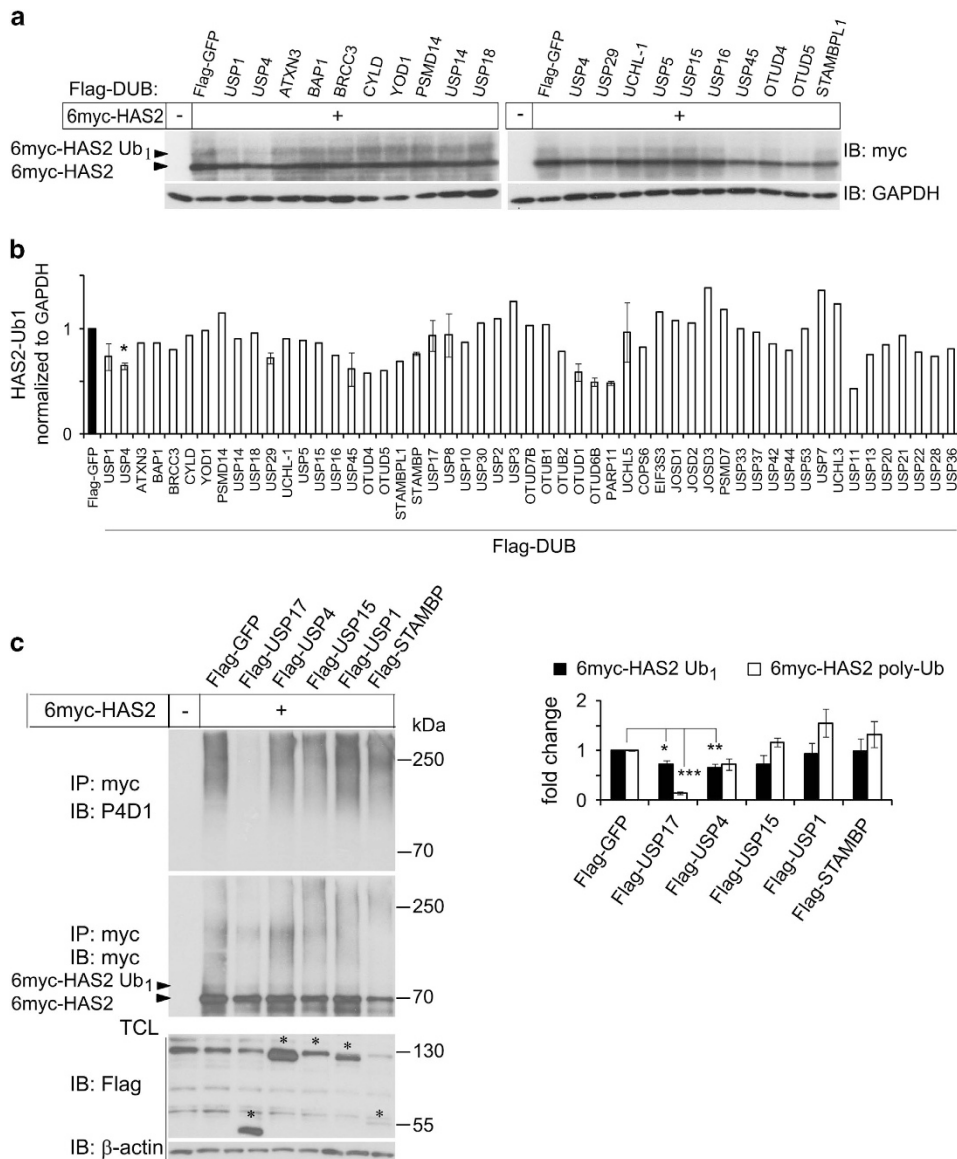 a
Flag-DUB:
Flag-GFP USP1 USP4 ATXN3 BAP1 BRCC3 CYLD YOD1 PSMD14 USP14 USP18
Flag-GFP USP4 USP29 UCHL-1 USP5 USP15 USP16 USP45 OTUD4 OTUD5 STAMBPL1
6myc-HAS2 - + - +
6myc-HAS2 Ub1
6myc-HAS2
IB: myc
IB: GAPDH
b
HAS2-Ub1
normalized to GAPDH
1
0
*
Flag-GFP USP1 USP4 ATXN3 BAP1 BRCC3 CYLD YOD1 PSMD14 USP14 USP18 USP29 UCHL-1 USP5 USP15 USP16 USP45 OTUD4 OTUD5 STAMBPL1 STAMBP USP17 USP8 USP10 USP30 USP2 USP3 OTUD7B OTUB1 OTUB2 OTUD1 OTUD6B PARP11 UCHL5 COPS6 EIF3S3 JOSD1 JOSD2 JOSD3 PSMD7 USP33 USP37 USP42 USP44 USP53 USP7 UCHL3 USP11 USP13 USP20 USP21 USP22 USP28 USP36
Flag-DUB
c
Flag-GFP Flag-USP17 Flag-USP4 Flag-USP15 Flag-USP1 Flag-STAMBP
6myc-HAS2 - +
kDa
IP: myc
IB: P4D1
250
70
IP: myc
IB: myc
250
6myc-HAS2 Ub1
6myc-HAS2
70
TCL
IB: Flag
* * *
130
* *
55
IB: β-actin
6myc-HAS2 Ub1 6myc-HAS2 poly-Ub
fold change
2
1
0
* *** **
Flag-GFP Flag-USP17 Flag-USP4 Flag-USP15 Flag-USP1 Flag-STAMBP